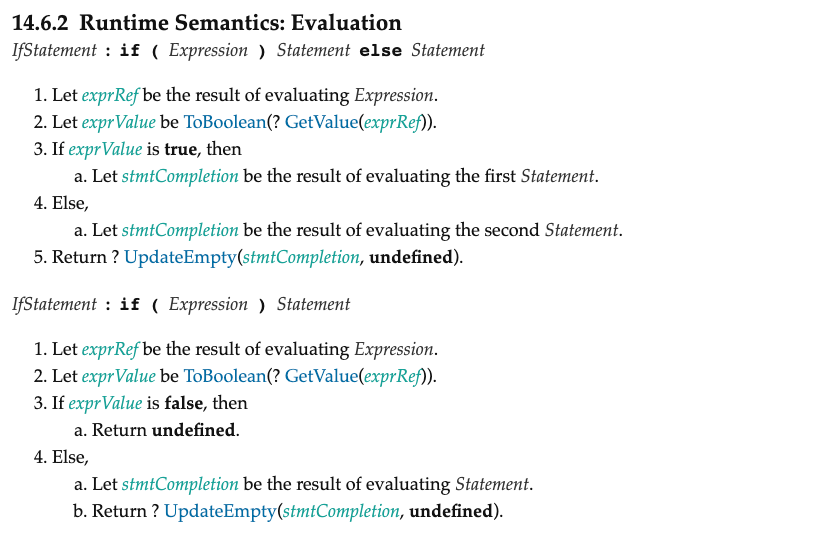 14.6.2 Runtime Semantics: Evaluation
IfStatement : if ( Expression ) Statement else Statement
1. Let exprRef be the result of evaluating Expression.
2. Let exprValue be ToBoolean(? GetValue(exprRef)).
3. If exprValue is true, then
a. Let stmtCompletion be the result of evaluating the first Statement.
4. Else,
a. Let stmtCompletion be the result of evaluating the second Statement.
5. Return ? UpdateEmpty(stmtCompletion, undefined).
IfStatement : if ( Expression ) Statement
1. Let exprRef be the result of evaluating Expression.
2. Let exprValue be ToBoolean(? GetValue(exprRef)).
3. If exprValue is false, then
a. Return undefined.
4. Else,
a. Let stmtCompletion be the result of evaluating Statement.
b. Return ? UpdateEmpty(stmtCompletion, undefined).